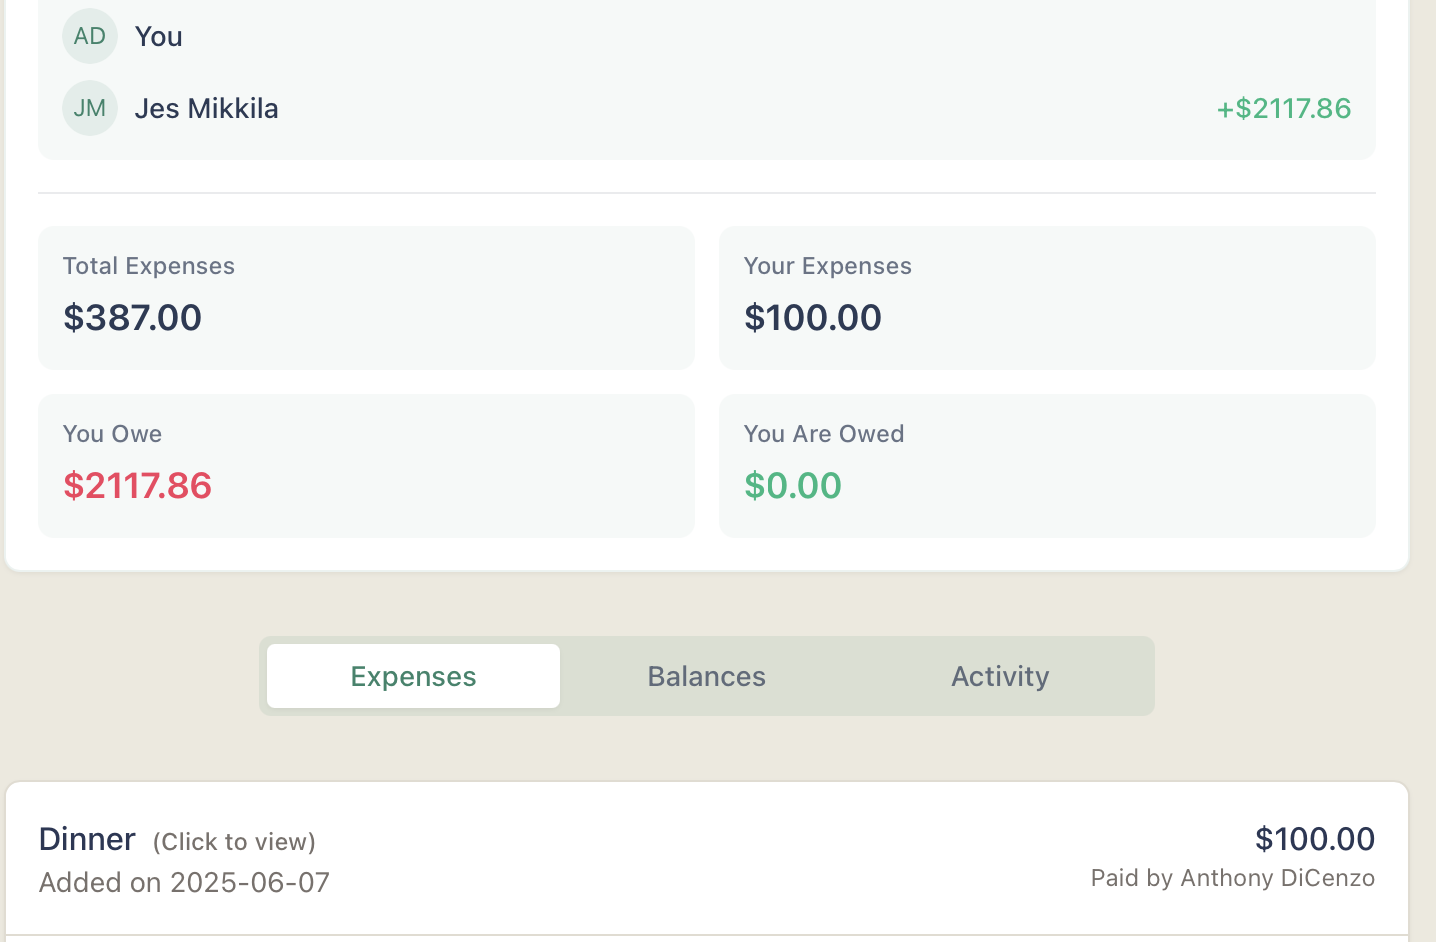 AD You
JM Jes Mikkila +$2117.86
Total Expenses
$387.00
Your Expenses
$100.00
You Owe
$2117.86
You Are Owed
$0.00
Expenses Balances Activity
Dinner (Click to view) $100.00
Added on 2025-06-07 Paid by Anthony DiCenzo